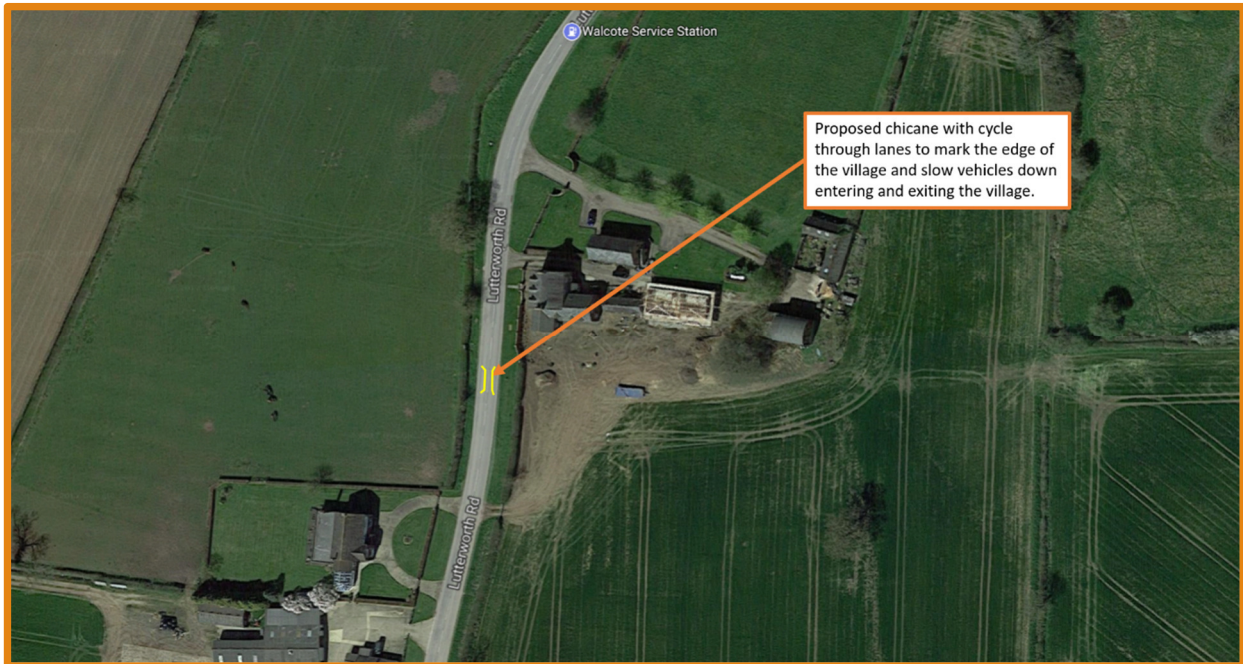 Walcote Service Station
Proposed chicane with cycle
through lanes to mark the edge of
the village and slow vehicles down
entering and exiting the village.
Lutterworth Rd
Lutterworth Rd